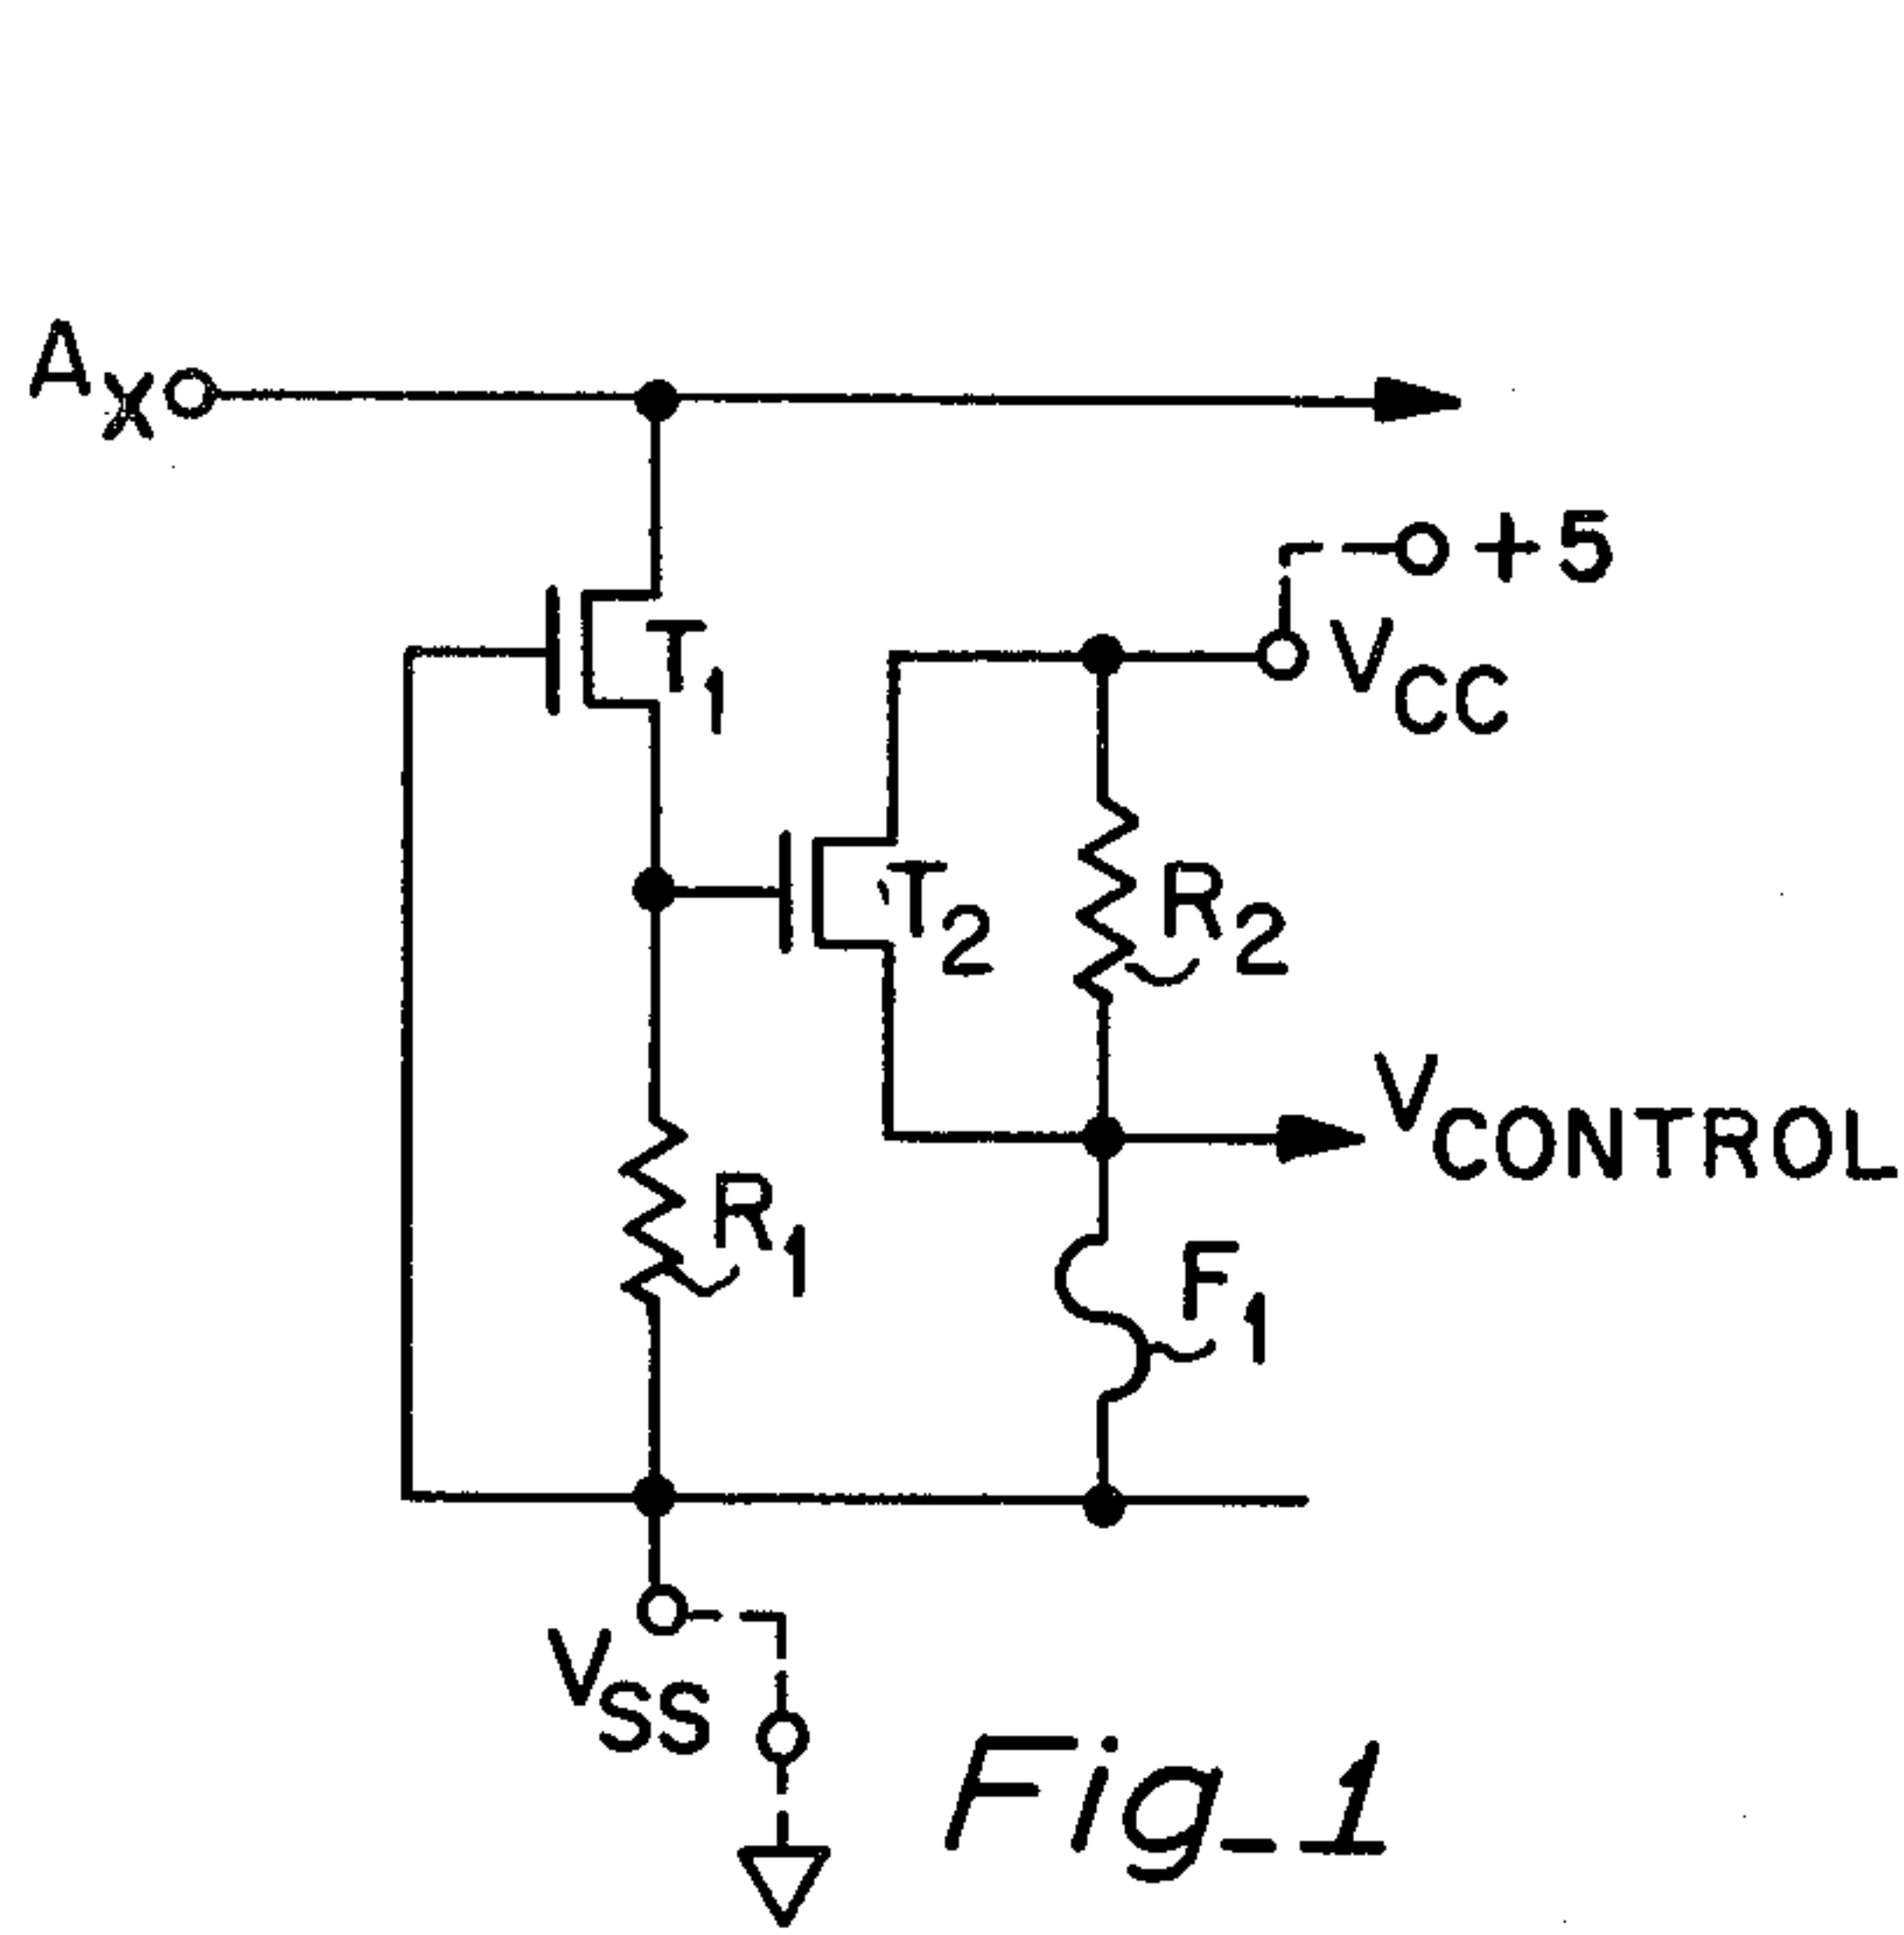 AX
+5
VCC
T1
T2
R2
VCONTROL
R1
F1
VSS
Fig_1